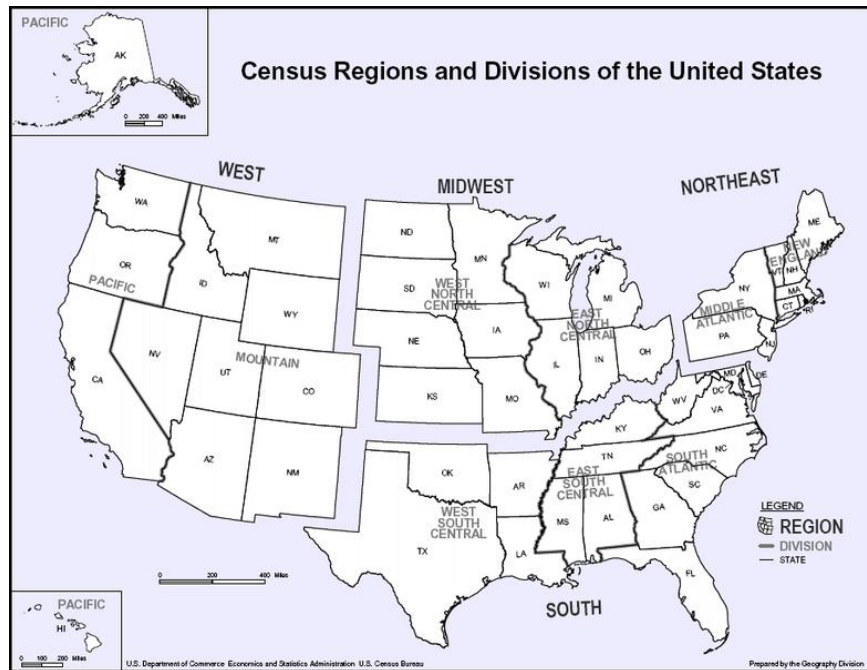 PACIFIC
AK
0 200 400 Miles
Census Regions and Divisions of the United States
WEST
MIDWEST
NORTHEAST
WA
MT
OR
ID
PACIFIC
WY
NV
UT
MOUNTAIN
CO
CA
AZ
NM
ND
MN
SD
WEST
NORTH
CENTRAL
NE
IA
KS
MO
WI
MI
EAST
NORTH
CENTRAL
IL
IN
OH
ME
NEW
ENGLAND
VT
NH
NY
MA
CT
RI
MIDDLE
ATLANTIC
PA
NJ
MD
DE
DC
WV
VA
KY
TN
NC
SOUTH
ATLANTIC
SC
EAST
SOUTH
CENTRAL
MS
AL
GA
FL
OK
AR
WEST
SOUTH
CENTRAL
TX
LA
SOUTH
LEGEND
REGION
DIVISION
STATE
0 200 400 Miles
PACIFIC
HI
0 100 200 Miles
U.S. Department of Commerce Economics and Statistics Administration U.S. Census Bureau
Prepared by the Geography Division